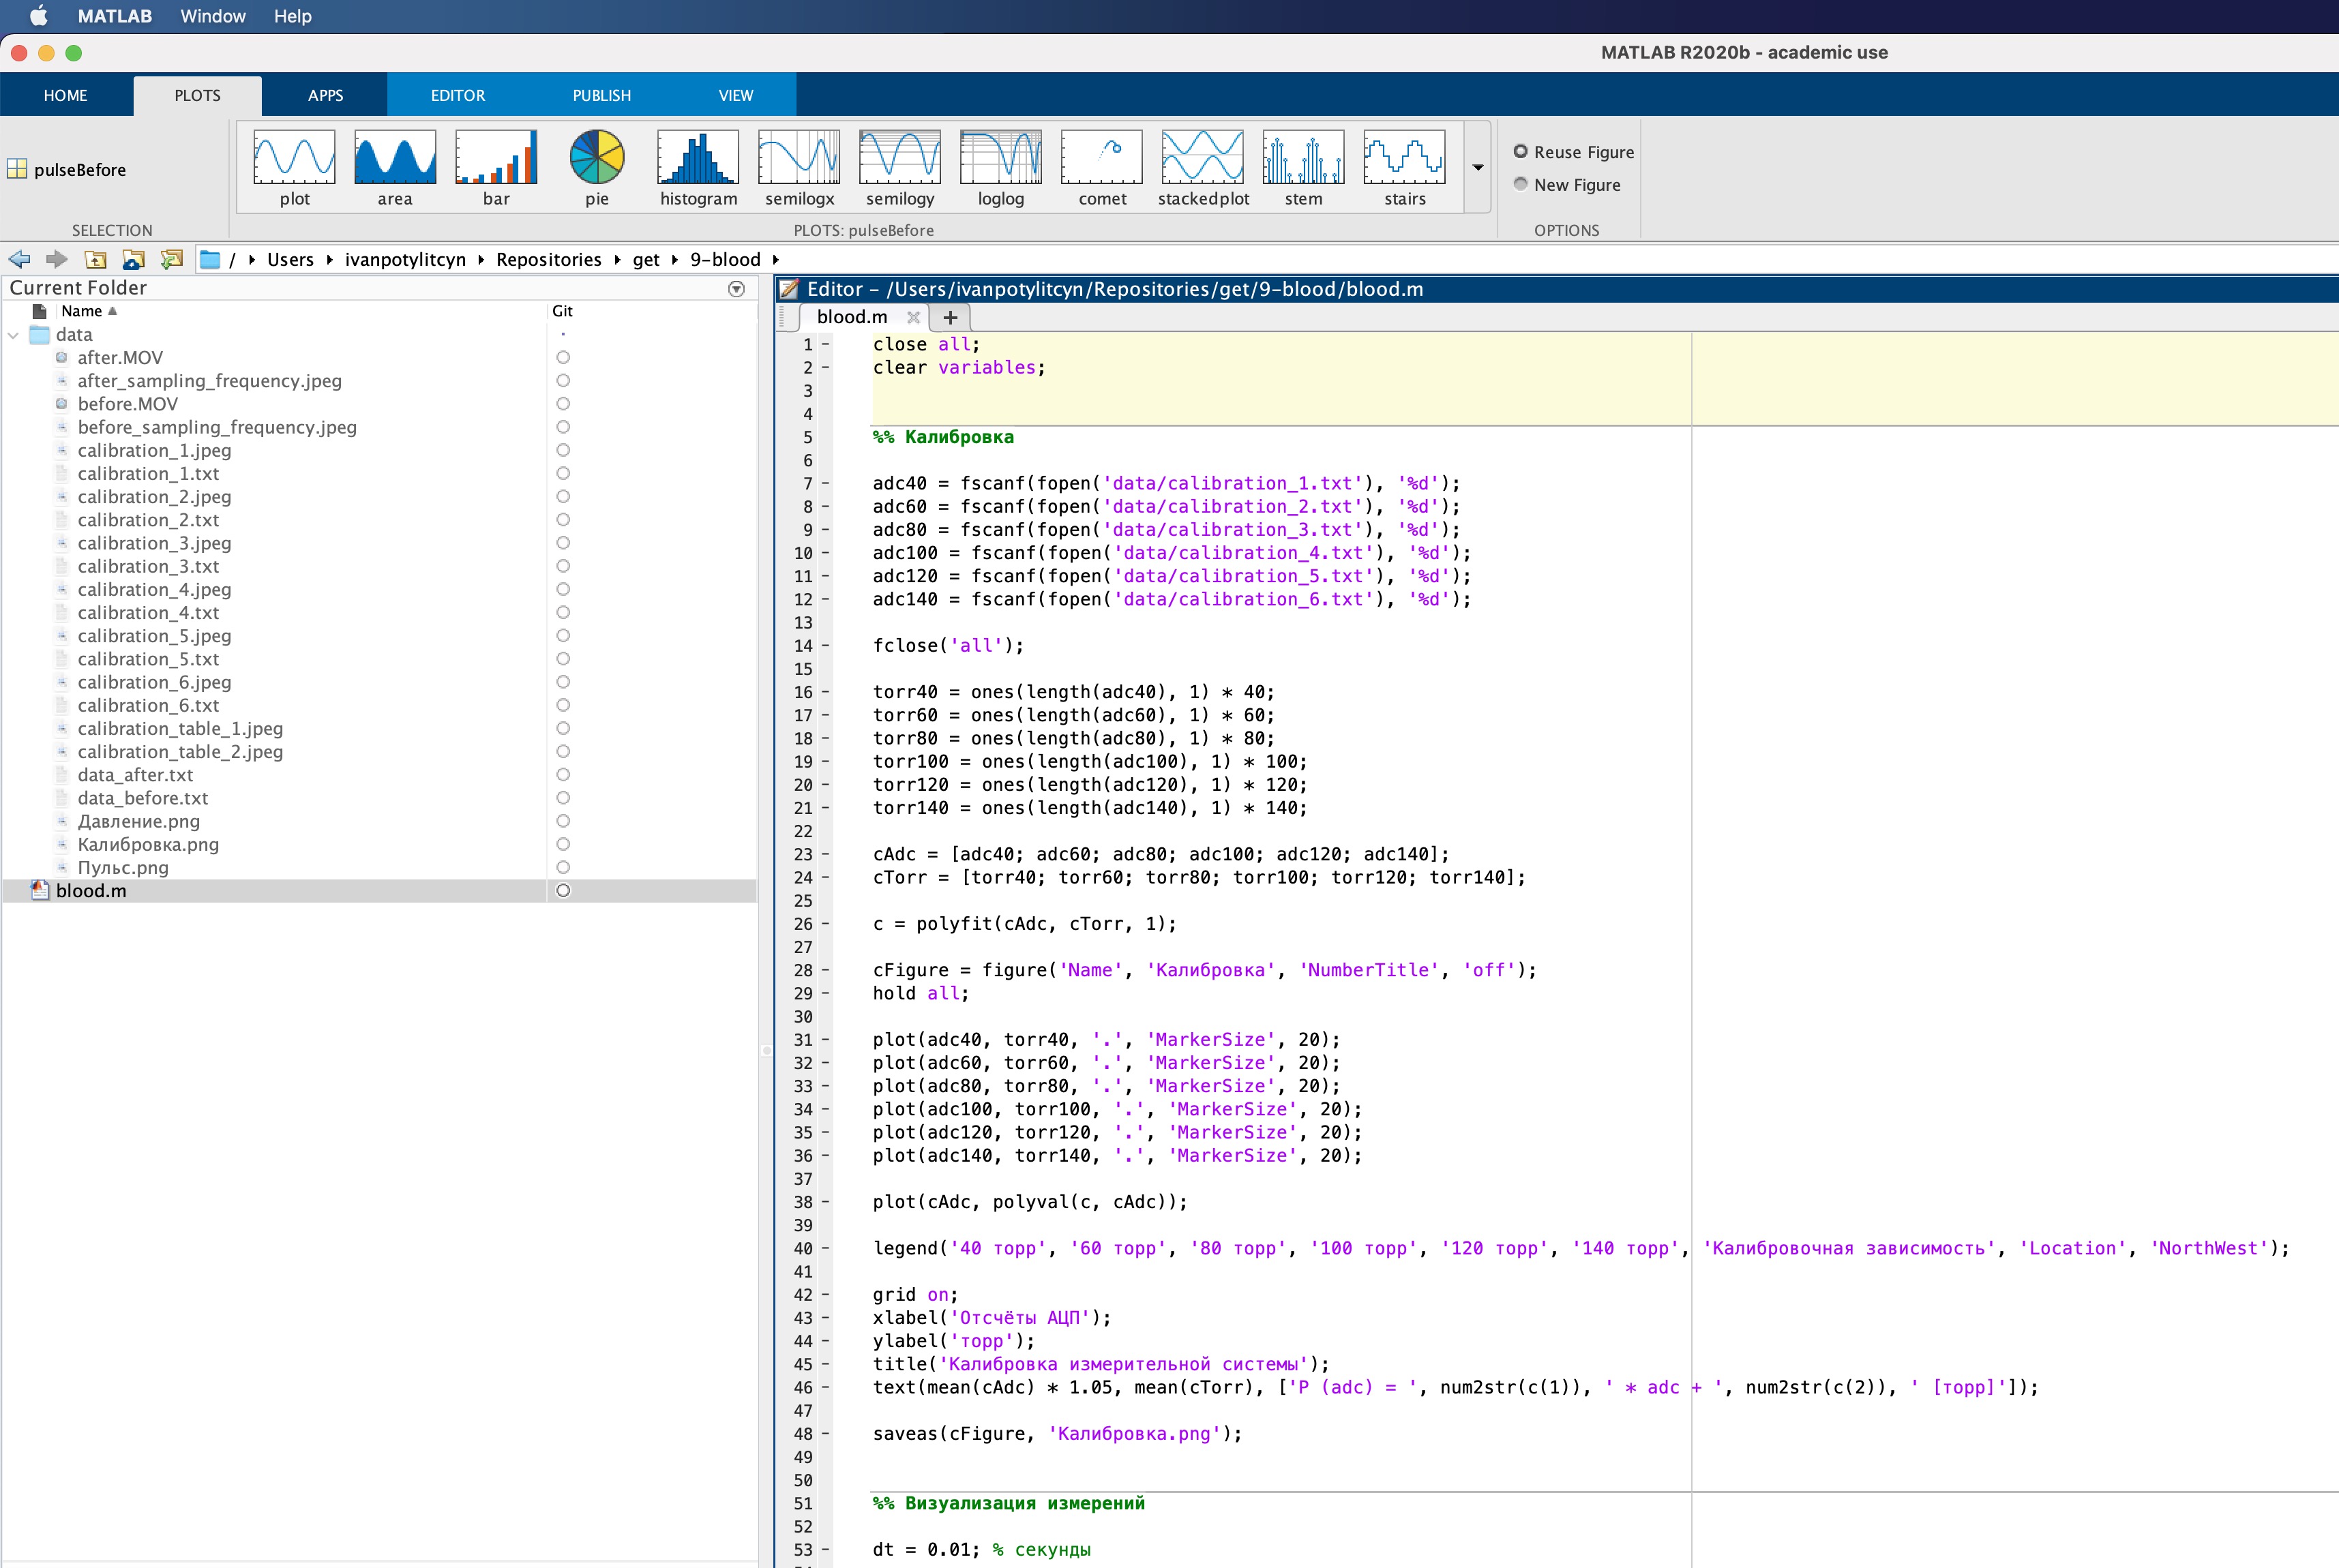 MATLAB Window Help
MATLAB R2020b - academic use
HOME PLOTS APPS EDITOR PUBLISH VIEW
pulseBefore
plot area bar pie histogram semilogx semilogy loglog comet stackedplot stem stairs
Reuse Figure
New Figure
SELECTION PLOTS: pulseBefore OPTIONS
/ Users ivanpotylitcyn Repositories get 9-blood
Current Folder
Name Git
data
after.MOV
after_sampling_frequency.jpeg
before.MOV
before_sampling_frequency.jpeg
calibration_1.jpeg
calibration_1.txt
calibration_2.jpeg
calibration_2.txt
calibration_3.jpeg
calibration_3.txt
calibration_4.jpeg
calibration_4.txt
calibration_5.jpeg
calibration_5.txt
calibration_6.jpeg
calibration_6.txt
calibration_table_1.jpeg
calibration_table_2.jpeg
data_after.txt
data_before.txt
Давление.png
Калибровка.png
Пульс.png
blood.m
Editor - /Users/ivanpotylitcyn/Repositories/get/9-blood/blood.m
blood.m
1 close all;
2 clear variables;
3
4
5 %% Калибровка
6
7 adc40 = fscanf(fopen('data/calibration_1.txt'), '%d');
8 adc60 = fscanf(fopen('data/calibration_2.txt'), '%d');
9 adc80 = fscanf(fopen('data/calibration_3.txt'), '%d');
10 adc100 = fscanf(fopen('data/calibration_4.txt'), '%d');
11 adc120 = fscanf(fopen('data/calibration_5.txt'), '%d');
12 adc140 = fscanf(fopen('data/calibration_6.txt'), '%d');
13
14 fclose('all');
15
16 torr40 = ones(length(adc40), 1) * 40;
17 torr60 = ones(length(adc60), 1) * 60;
18 torr80 = ones(length(adc80), 1) * 80;
19 torr100 = ones(length(adc100), 1) * 100;
20 torr120 = ones(length(adc120), 1) * 120;
21 torr140 = ones(length(adc140), 1) * 140;
22
23 cAdc = [adc40; adc60; adc80; adc100; adc120; adc140];
24 cTorr = [torr40; torr60; torr80; torr100; torr120; torr140];
25
26 c = polyfit(cAdc, cTorr, 1);
27
28 cFigure = figure('Name', 'Калибровка', 'NumberTitle', 'off');
29 hold all;
30
31 plot(adc40, torr40, '.', 'MarkerSize', 20);
32 plot(adc60, torr60, '.', 'MarkerSize', 20);
33 plot(adc80, torr80, '.', 'MarkerSize', 20);
34 plot(adc100, torr100, '.', 'MarkerSize', 20);
35 plot(adc120, torr120, '.', 'MarkerSize', 20);
36 plot(adc140, torr140, '.', 'MarkerSize', 20);
37
38 plot(cAdc, polyval(c, cAdc));
39
40 legend('40 торр', '60 торр', '80 торр', '100 торр', '120 торр', '140 торр', 'Калибровочная зависимость', 'Location', 'NorthWest');
41
42 grid on;
43 xlabel('Отсчёты АЦП');
44 ylabel('торр');
45 title('Калибровка измерительной системы');
46 text(mean(cAdc) * 1.05, mean(cTorr), ['P (adc) = ', num2str(c(1)), ' * adc + ', num2str(c(2)), ' [торр]']);
47
48 saveas(cFigure, 'Калибровка.png');
49
50
51 %% Визуализация измерений
52
53 dt = 0.01; % секунды